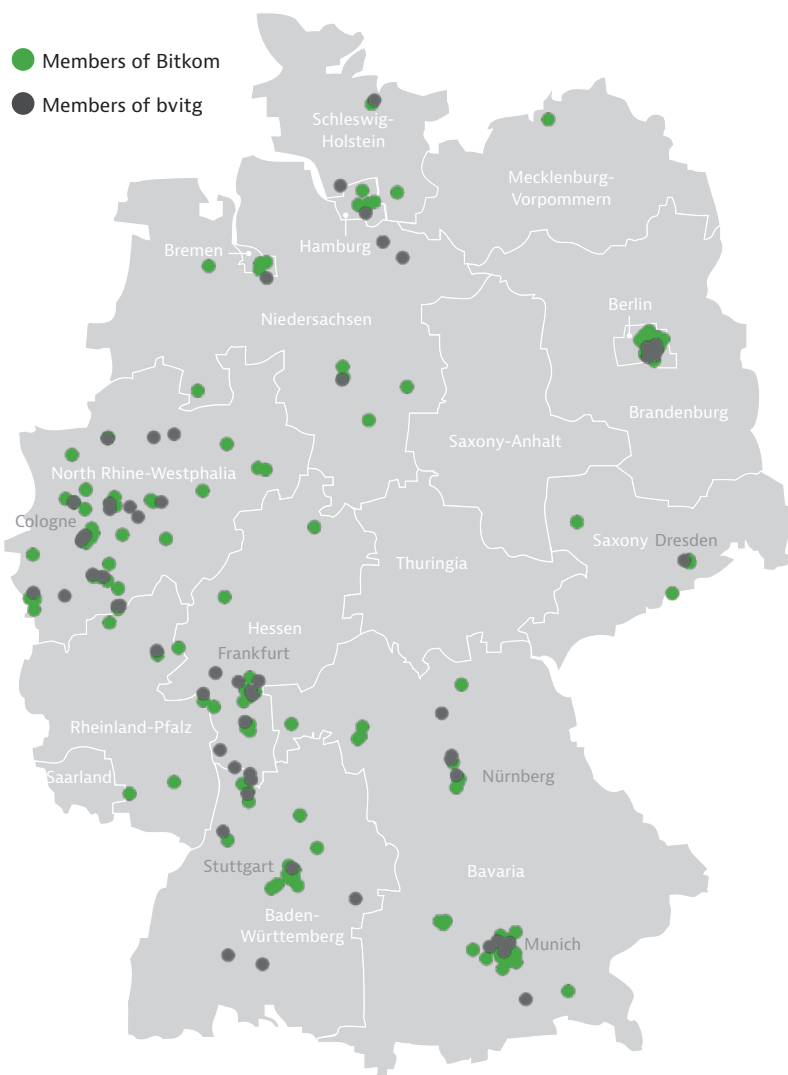 Members of Bitkom
Members of bvitg
Schleswig-
Holstein
Mecklenburg-
Vorpommern
Bremen
Hamburg
Niedersachsen
Berlin
Brandenburg
Saxony-Anhalt
North Rhine-Westphalia
Cologne
Saxony
Dresden
Thuringia
Hessen
Frankfurt
Rheinland-Pfalz
Saarland
Nürnberg
Stuttgart
Bavaria
Baden-
Württemberg
Munich